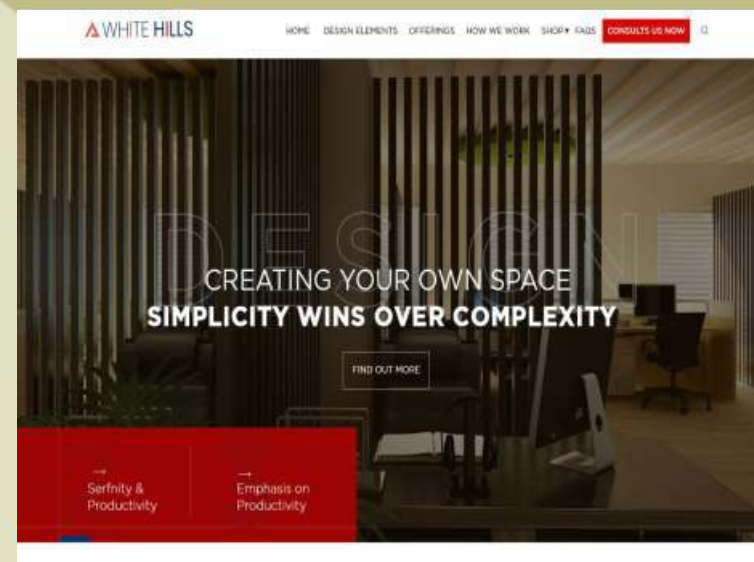 WHITE HILLS
HOME DESIGN ELEMENTS OFFERINGS HOW WE WORK SHOP▾ FAQS CONSULTS US NOW
DESIGN
CREATING YOUR OWN SPACE
SIMPLICITY WINS OVER COMPLEXITY
FIND OUT MORE
→ →
Serfnity & Emphasis on
Productivity Productivity